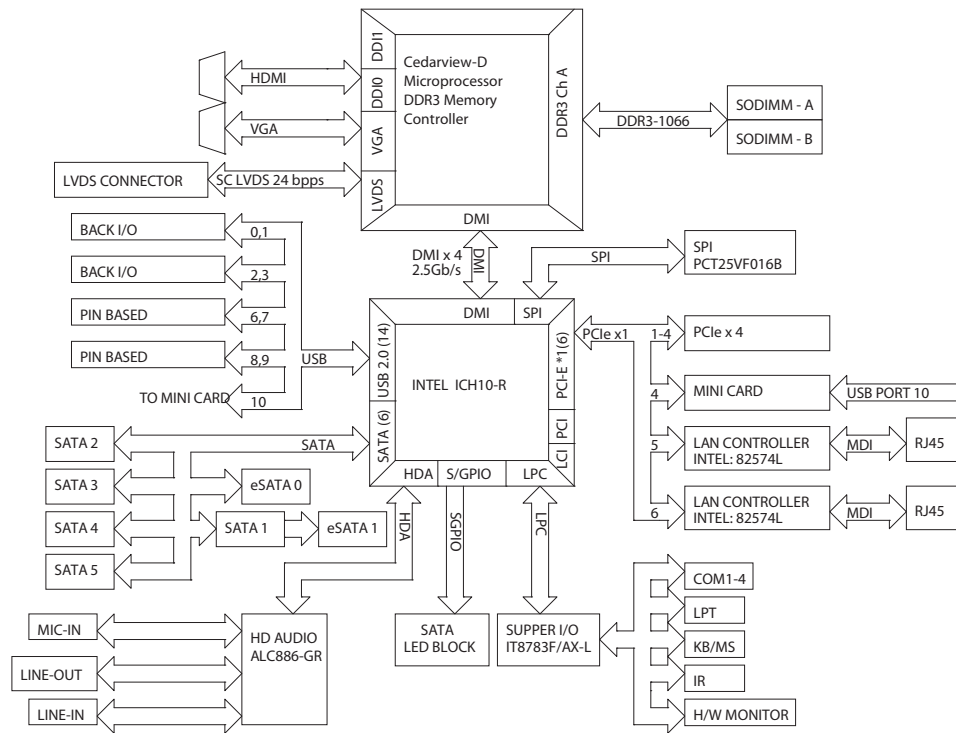 DDI1
DDI0
VGA
LVDS
Cedarview-D
Microprocessor
DDR3 Memory
Controller
DDR3 Ch A
DMI
HDMI
VGA
LVDS CONNECTOR
SC LVDS 24 bpps
DDR3-1066
SODIMM - A
SODIMM - B
BACK I/O
0,1
BACK I/O
2,3
PIN BASED
6,7
PIN BASED
8,9
TO MINI CARD
10
USB
DMI x 4
2.5Gb/s
DMI
SPI
SPI
PCT25VF016B
DMI
SPI
USB 2.0 (14)
SATA (6)
INTEL ICH10-R
PCI-E *1(6)
PCI
LCI
HDA
S/GPIO
LPC
PCIe x1
1-4
PCIe x 4
4
MINI CARD
USB PORT 10
5
LAN CONTROLLER
INTEL: 82574L
MDI
RJ45
6
LAN CONTROLLER
INTEL: 82574L
MDI
RJ45
SATA 2
SATA
SATA 3
eSATA 0
SATA 4
SATA 1
eSATA 1
SATA 5
HDA
SGPIO
LPC
MIC-IN
LINE-OUT
LINE-IN
HD AUDIO
ALC886-GR
SATA
LED BLOCK
SUPPER I/O
IT8783F/AX-L
COM1-4
LPT
KB/MS
IR
H/W MONITOR